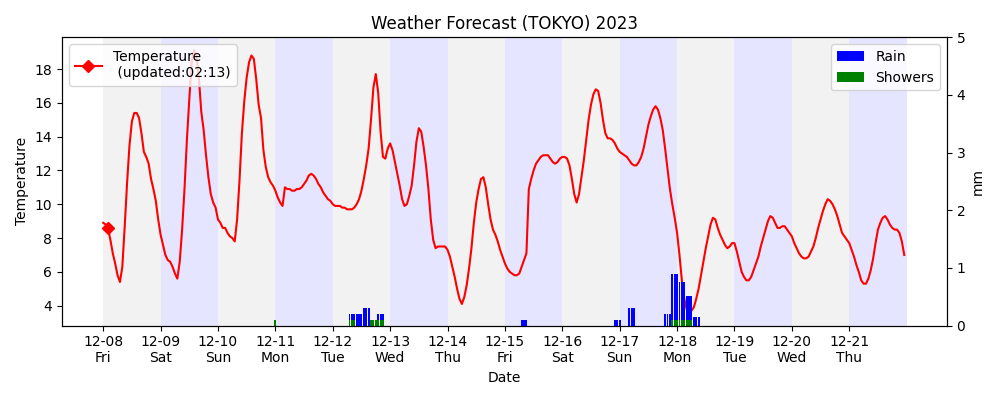 Weather Forecast (TOKYO) 2023
Temperature
(updated:02:13)
Rain
Showers
Temperature
18
16
14
12
10
8
6
4
5
4
3
2
1
0
mm
12-08 12-09 12-10 12-11 12-12 12-13 12-14 12-15 12-16 12-17 12-18 12-19 12-20 12-21
Fri Sat Sun Mon Tue Wed Thu Fri Sat Sun Mon Tue Wed Thu
Date